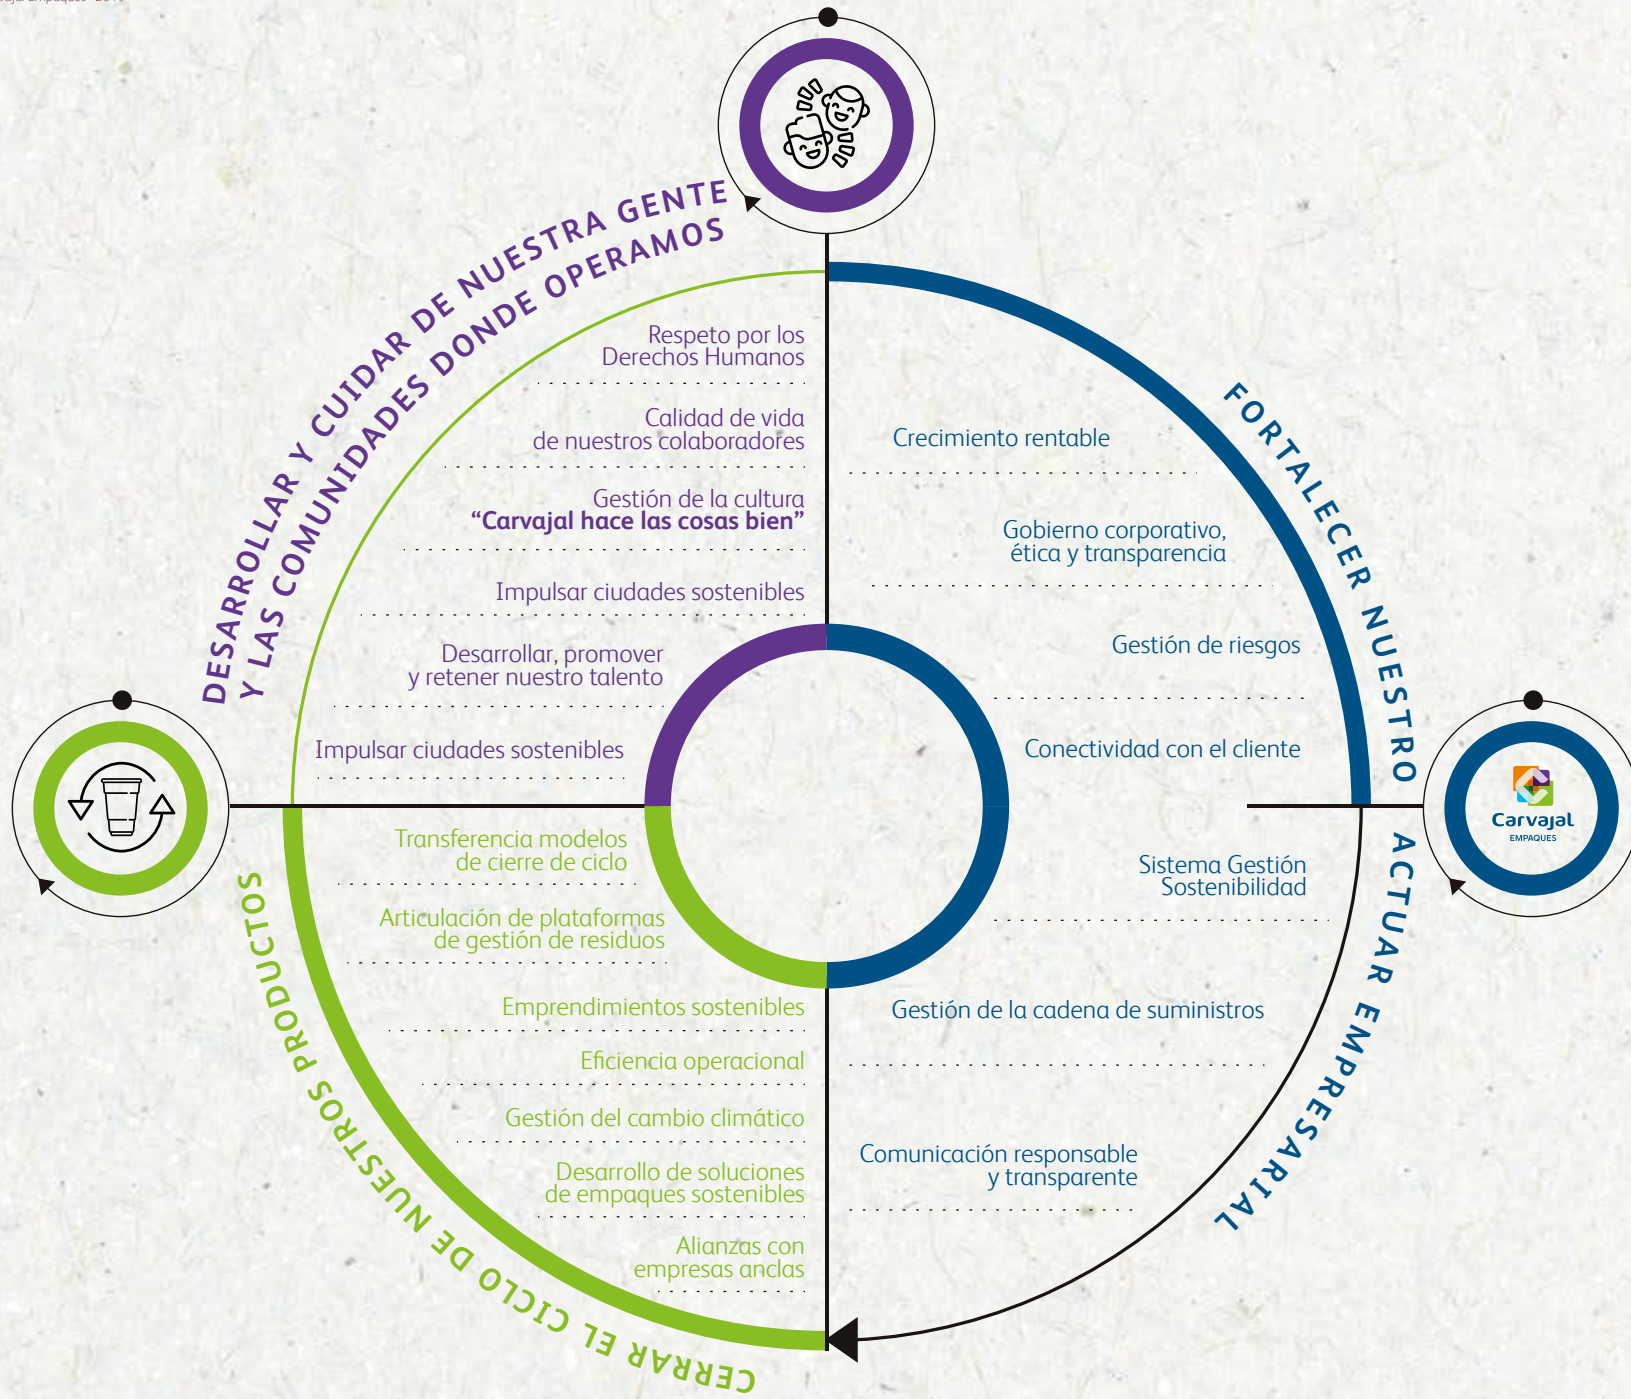 DESARROLLAR Y CUIDAR DE NUESTRA GENTE
Y LAS COMUNIDADES DONDE OPERAMOS
Respeto por los
Derechos Humanos
Calidad de vida
de nuestros colaboradores
Gestión de la cultura
“Carvajal hace las cosas bien”
Impulsar ciudades sostenibles
Desarrollar, promover
y retener nuestro talento
Impulsar ciudades sostenibles
FORTALECER NUESTRO ACTUAR EMPRESARIAL
Crecimiento rentable
Gobierno corporativo,
ética y transparencia
Gestión de riesgos
Conectividad con el cliente
Sistema Gestión
Sostenibilidad
Gestión de la cadena de suministros
Comunicación responsable
y transparente
Carvajal
EMPAQUES
CERRAR EL CICLO DE NUESTROS PRODUCTOS
Transferencia modelos
de cierre de ciclo
Articulación de plataformas
de gestión de residuos
Emprendimientos sostenibles
Eficiencia operacional
Gestión del cambio climático
Desarrollo de soluciones
de empaques sostenibles
Alianzas con
empresas anclas